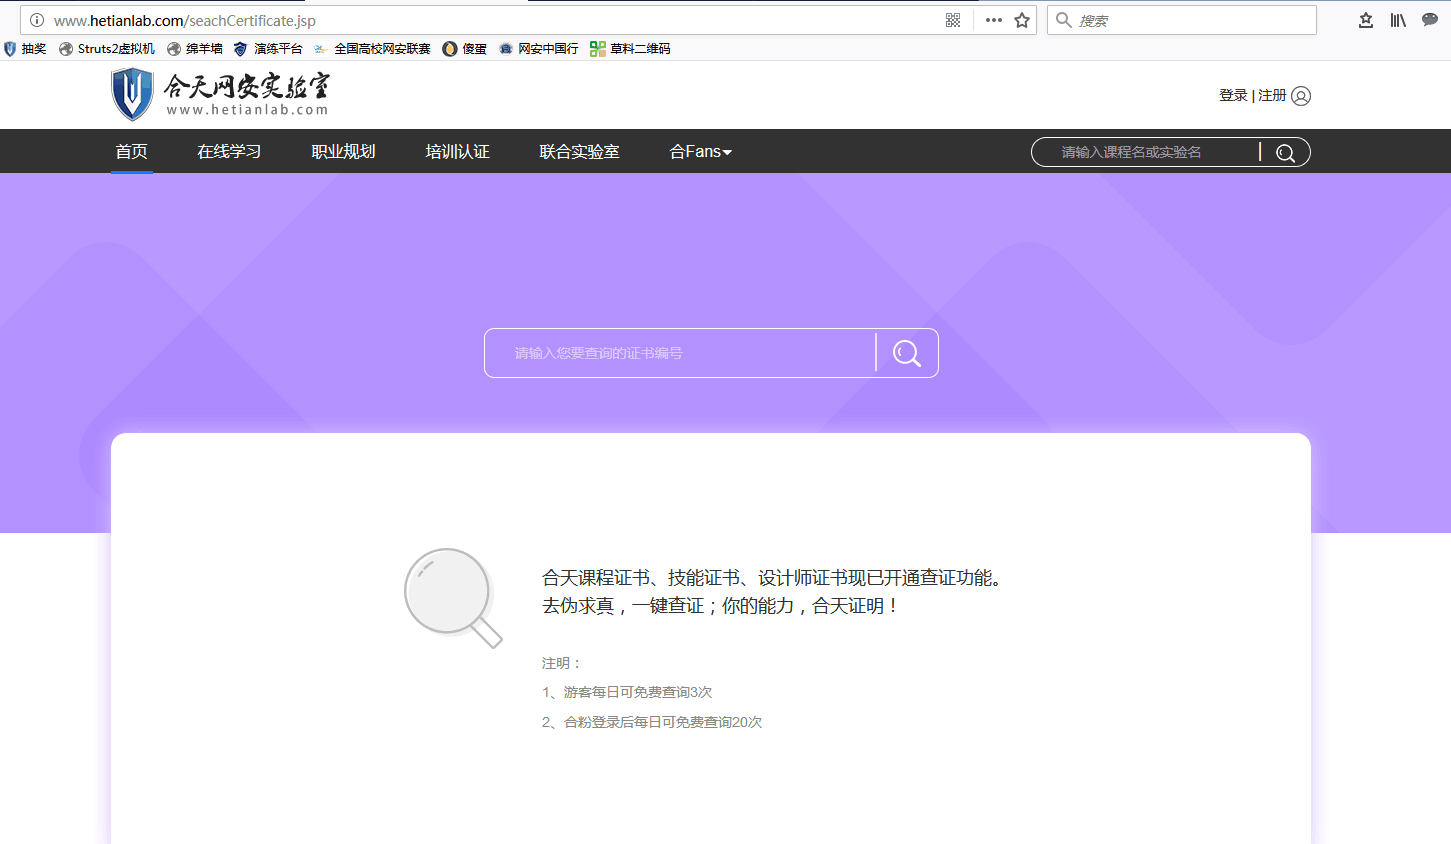 www.hetianlab.com/seachCertificate.jsp
搜索
抽奖 Struts2虚拟机 绵羊墙 演练平台 全国高校网安联赛 傻蛋 网安中国行 草料二维码
合天网安实验室
www.hetianlab.com
登录 | 注册
首页 在线学习 职业规划 培训认证 联合实验室 合Fans 请输入课程名或实验名
请输入您要查询的证书编号
合天课程证书、技能证书、设计师证书现已开通查证功能。
去伪求真，一键查证；你的能力，合天证明！
注明：
1、游客每日可免费查询3次
2、合粉登录后每日可免费查询20次